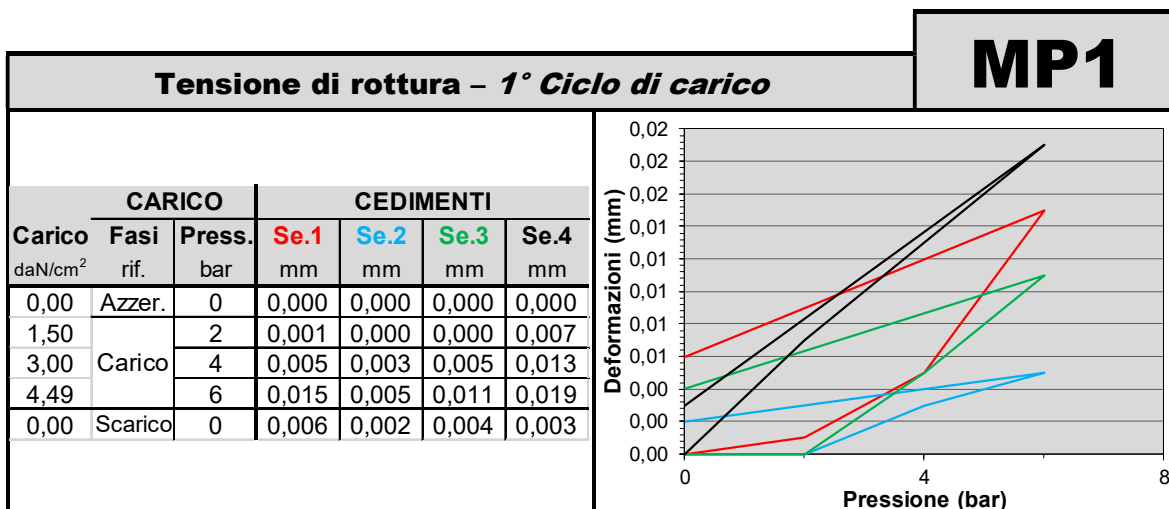 MP1
Tensione di rottura – 1° Ciclo di carico
CARICO CEDIMENTI
Carico Fasi Press. Se.1 Se.2 Se.3 Se.4
daN/cm² rif. bar mm mm mm mm
0,00 Azzer. 0 0,000 0,000 0,000 0,000
1,50 2 0,001 0,000 0,000 0,007
3,00 Carico 4 0,005 0,003 0,005 0,013
4,49 6 0,015 0,005 0,011 0,019
0,00 Scarico 0 0,006 0,002 0,004 0,003
Deformazioni (mm)
0,02
0,02
0,02
0,01
0,01
0,01
0,01
0,01
0,00
0,00
0,00
0 4 8
Pressione (bar)